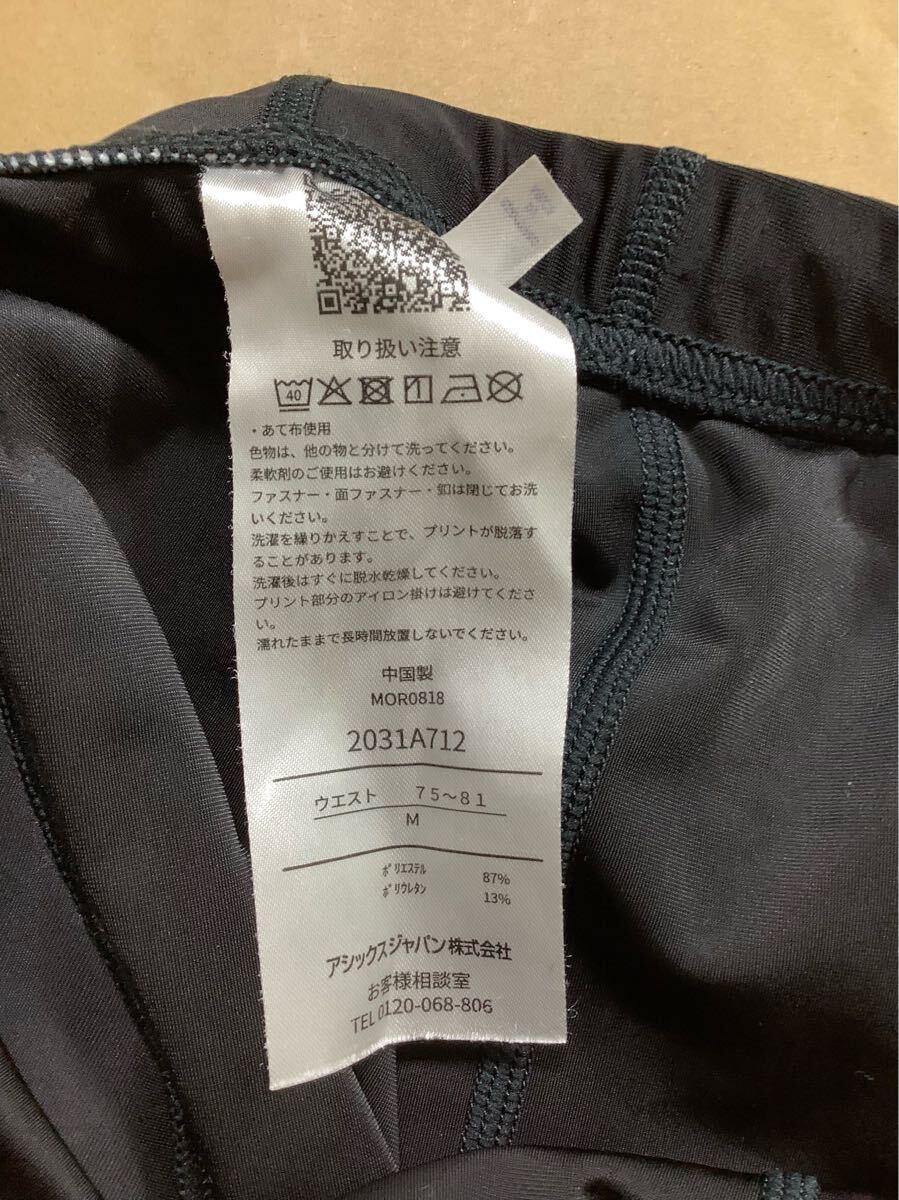 取り扱い注意
40
・あて布使用
色物は、他の物と分けて洗ってください。
柔軟剤のご使用はお避けください。
ファスナー・面ファスナー・釦は閉じてお洗
いください。
洗濯を繰りかえすことで、プリントが脱落す
ることがあります。
洗濯後はすぐに脱水乾燥してください。
プリント部分のアイロン掛けは避けてくださ
い。
濡れたままで長時間放置しないでください。
中国製
MOR0818
2031A712
ウエスト 75～81
M
ﾎﾟﾘｴｽﾃﾙ 87%
ﾎﾟﾘｳﾚﾀﾝ 13%
アシックスジャパン株式会社
お客様相談室
TEL 0120-068-806